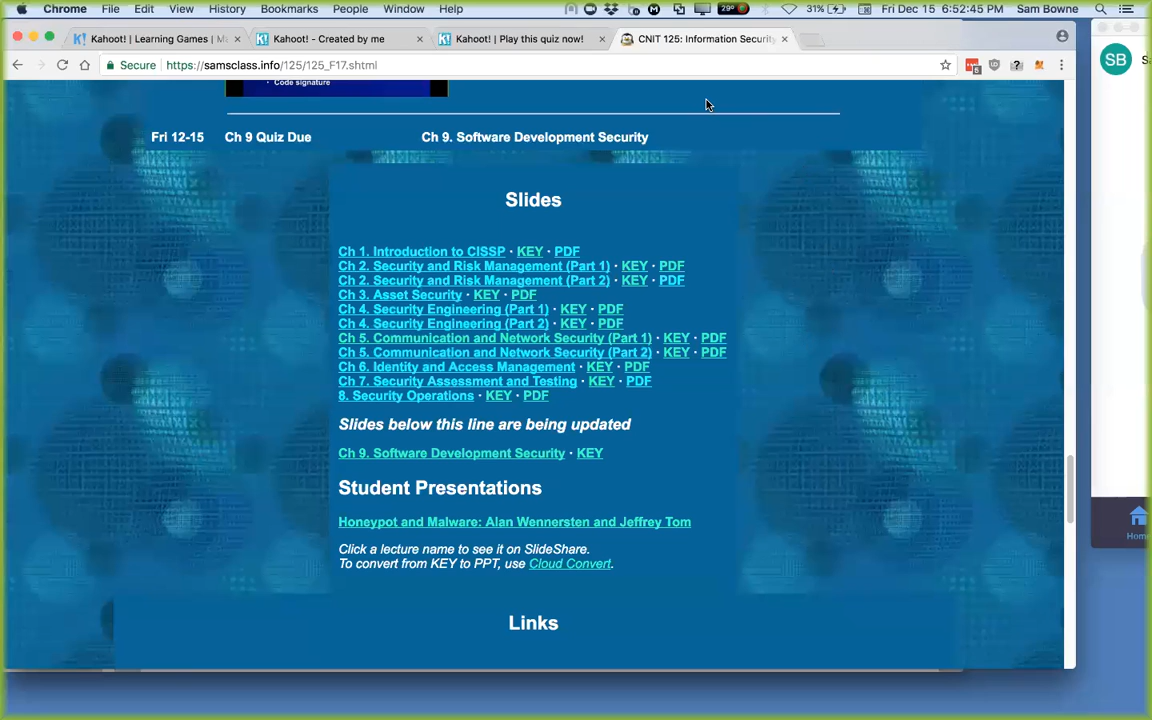 Chrome File Edit View History Bookmarks People Window Help 29° 31% Fri Dec 15 6:52:45 PM Sam Bowne
Kahoot! | Learning Games | Ma
Kahoot! - Created by me
Kahoot! | Play this quiz now!
CNIT 125: Information Security
Secure https://samsclass.info/125/125_F17.shtml
SB
Code signature
Fri 12-15 Ch 9 Quiz Due Ch 9. Software Development Security
Slides
Ch 1. Introduction to CISSP · KEY · PDF
Ch 2. Security and Risk Management (Part 1) · KEY · PDF
Ch 2. Security and Risk Management (Part 2) · KEY · PDF
Ch 3. Asset Security · KEY · PDF
Ch 4. Security Engineering (Part 1) · KEY · PDF
Ch 4. Security Engineering (Part 2) · KEY · PDF
Ch 5. Communication and Network Security (Part 1) · KEY · PDF
Ch 5. Communication and Network Security (Part 2) · KEY · PDF
Ch 6. Identity and Access Management · KEY · PDF
Ch 7. Security Assessment and Testing · KEY · PDF
8. Security Operations · KEY · PDF
Slides below this line are being updated
Ch 9. Software Development Security · KEY
Student Presentations
Honeypot and Malware: Alan Wennersten and Jeffrey Tom
Click a lecture name to see it on SlideShare.
To convert from KEY to PPT, use Cloud Convert.
Home
Links